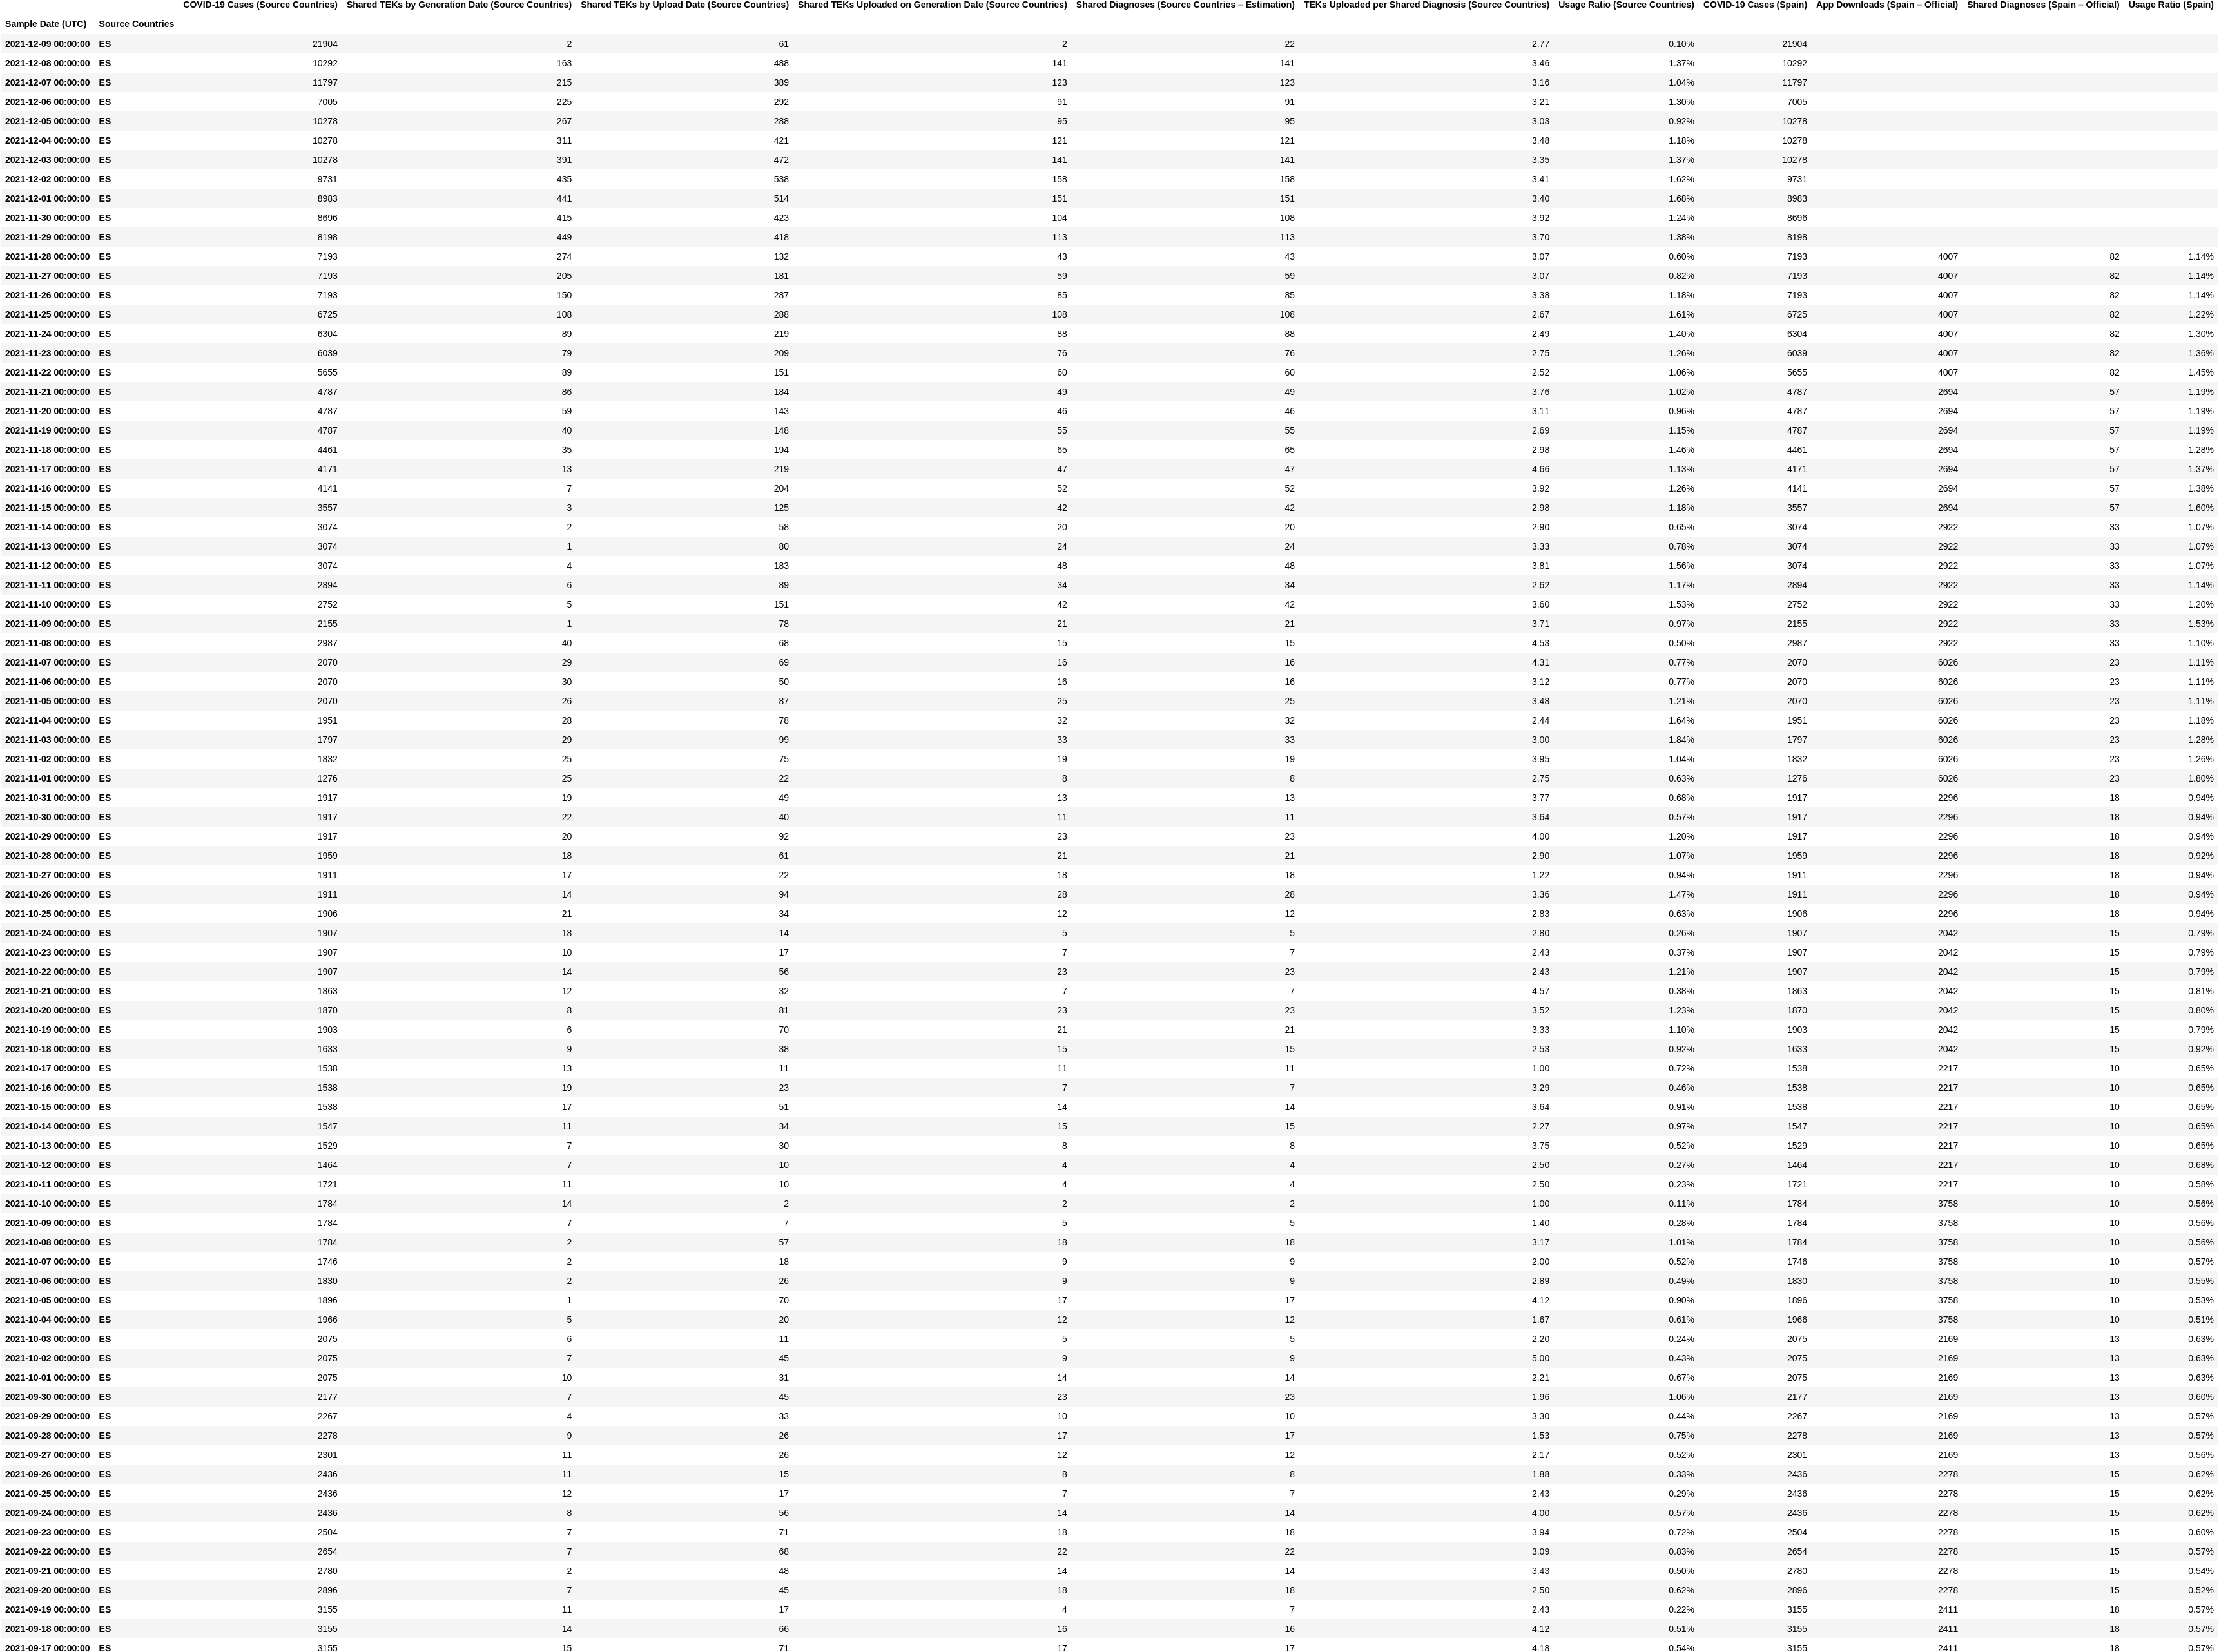 COVID-19 Cases (Source Countries) Shared TEKs by Generation Date (Source Countries) Shared TEKs by Upload Date (Source Countries) Shared TEKs Uploaded on Generation Date (Source Countries) Shared Diagnoses (Source Countries – Estimation) TEKs Uploaded per Shared Diagnosis (Source Countries) Usage Ratio (Source Countries) COVID-19 Cases (Spain) App Downloads (Spain – Official) Shared Diagnoses (Spain – Official) Usage Ratio (Spain)
Sample Date (UTC) Source Countries
2021-12-09 00:00:00 ES 21904 2 61 2 22 2.77 0.10% 21904
2021-12-08 00:00:00 ES 10292 163 488 141 141 3.46 1.37% 10292
2021-12-07 00:00:00 ES 11797 215 389 123 123 3.16 1.04% 11797
2021-12-06 00:00:00 ES 7005 225 292 91 91 3.21 1.30% 7005
2021-12-05 00:00:00 ES 10278 267 288 95 95 3.03 0.92% 10278
2021-12-04 00:00:00 ES 10278 311 421 121 121 3.48 1.18% 10278
2021-12-03 00:00:00 ES 10278 391 472 141 141 3.35 1.37% 10278
2021-12-02 00:00:00 ES 9731 435 538 158 158 3.41 1.62% 9731
2021-12-01 00:00:00 ES 8983 441 514 151 151 3.40 1.68% 8983
2021-11-30 00:00:00 ES 8696 415 423 104 108 3.92 1.24% 8696
2021-11-29 00:00:00 ES 8198 449 418 113 113 3.70 1.38% 8198
2021-11-28 00:00:00 ES 7193 274 132 43 43 3.07 0.60% 7193 4007 82 1.14%
2021-11-27 00:00:00 ES 7193 205 181 59 59 3.07 0.82% 7193 4007 82 1.14%
2021-11-26 00:00:00 ES 7193 150 287 85 85 3.38 1.18% 7193 4007 82 1.14%
2021-11-25 00:00:00 ES 6725 108 288 108 108 2.67 1.61% 6725 4007 82 1.22%
2021-11-24 00:00:00 ES 6304 89 219 88 88 2.49 1.40% 6304 4007 82 1.30%
2021-11-23 00:00:00 ES 6039 79 209 76 76 2.75 1.26% 6039 4007 82 1.36%
2021-11-22 00:00:00 ES 5655 89 151 60 60 2.52 1.06% 5655 4007 82 1.45%
2021-11-21 00:00:00 ES 4787 86 184 49 49 3.76 1.02% 4787 2694 57 1.19%
2021-11-20 00:00:00 ES 4787 59 143 46 46 3.11 0.96% 4787 2694 57 1.19%
2021-11-19 00:00:00 ES 4787 40 148 55 55 2.69 1.15% 4787 2694 57 1.19%
2021-11-18 00:00:00 ES 4461 35 194 65 65 2.98 1.46% 4461 2694 57 1.28%
2021-11-17 00:00:00 ES 4171 13 219 47 47 4.66 1.13% 4171 2694 57 1.37%
2021-11-16 00:00:00 ES 4141 7 204 52 52 3.92 1.26% 4141 2694 57 1.38%
2021-11-15 00:00:00 ES 3557 3 125 42 42 2.98 1.18% 3557 2694 57 1.60%
2021-11-14 00:00:00 ES 3074 2 58 20 20 2.90 0.65% 3074 2922 33 1.07%
2021-11-13 00:00:00 ES 3074 1 80 24 24 3.33 0.78% 3074 2922 33 1.07%
2021-11-12 00:00:00 ES 3074 4 183 48 48 3.81 1.56% 3074 2922 33 1.07%
2021-11-11 00:00:00 ES 2894 6 89 34 34 2.62 1.17% 2894 2922 33 1.14%
2021-11-10 00:00:00 ES 2752 5 151 42 42 3.60 1.53% 2752 2922 33 1.20%
2021-11-09 00:00:00 ES 2155 1 78 21 21 3.71 0.97% 2155 2922 33 1.53%
2021-11-08 00:00:00 ES 2987 40 68 15 15 4.53 0.50% 2987 2922 33 1.10%
2021-11-07 00:00:00 ES 2070 29 69 16 16 4.31 0.77% 2070 6026 23 1.11%
2021-11-06 00:00:00 ES 2070 30 50 16 16 3.12 0.77% 2070 6026 23 1.11%
2021-11-05 00:00:00 ES 2070 26 87 25 25 3.48 1.21% 2070 6026 23 1.11%
2021-11-04 00:00:00 ES 1951 28 78 32 32 2.44 1.64% 1951 6026 23 1.18%
2021-11-03 00:00:00 ES 1797 29 99 33 33 3.00 1.84% 1797 6026 23 1.28%
2021-11-02 00:00:00 ES 1832 25 75 19 19 3.95 1.04% 1832 6026 23 1.26%
2021-11-01 00:00:00 ES 1276 25 22 8 8 2.75 0.63% 1276 6026 23 1.80%
2021-10-31 00:00:00 ES 1917 19 49 13 13 3.77 0.68% 1917 2296 18 0.94%
2021-10-30 00:00:00 ES 1917 22 40 11 11 3.64 0.57% 1917 2296 18 0.94%
2021-10-29 00:00:00 ES 1917 20 92 23 23 4.00 1.20% 1917 2296 18 0.94%
2021-10-28 00:00:00 ES 1959 18 61 21 21 2.90 1.07% 1959 2296 18 0.92%
2021-10-27 00:00:00 ES 1911 17 22 18 18 1.22 0.94% 1911 2296 18 0.94%
2021-10-26 00:00:00 ES 1911 14 94 28 28 3.36 1.47% 1911 2296 18 0.94%
2021-10-25 00:00:00 ES 1906 21 34 12 12 2.83 0.63% 1906 2296 18 0.94%
2021-10-24 00:00:00 ES 1907 18 14 5 5 2.80 0.26% 1907 2042 15 0.79%
2021-10-23 00:00:00 ES 1907 10 17 7 7 2.43 0.37% 1907 2042 15 0.79%
2021-10-22 00:00:00 ES 1907 14 56 23 23 2.43 1.21% 1907 2042 15 0.79%
2021-10-21 00:00:00 ES 1863 12 32 7 7 4.57 0.38% 1863 2042 15 0.81%
2021-10-20 00:00:00 ES 1870 8 81 23 23 3.52 1.23% 1870 2042 15 0.80%
2021-10-19 00:00:00 ES 1903 6 70 21 21 3.33 1.10% 1903 2042 15 0.79%
2021-10-18 00:00:00 ES 1633 9 38 15 15 2.53 0.92% 1633 2042 15 0.92%
2021-10-17 00:00:00 ES 1538 13 11 11 11 1.00 0.72% 1538 2217 10 0.65%
2021-10-16 00:00:00 ES 1538 19 23 7 7 3.29 0.46% 1538 2217 10 0.65%
2021-10-15 00:00:00 ES 1538 17 51 14 14 3.64 0.91% 1538 2217 10 0.65%
2021-10-14 00:00:00 ES 1547 11 34 15 15 2.27 0.97% 1547 2217 10 0.65%
2021-10-13 00:00:00 ES 1529 7 30 8 8 3.75 0.52% 1529 2217 10 0.65%
2021-10-12 00:00:00 ES 1464 7 10 4 4 2.50 0.27% 1464 2217 10 0.68%
2021-10-11 00:00:00 ES 1721 11 10 4 4 2.50 0.23% 1721 2217 10 0.58%
2021-10-10 00:00:00 ES 1784 14 2 2 2 1.00 0.11% 1784 3758 10 0.56%
2021-10-09 00:00:00 ES 1784 7 7 5 5 1.40 0.28% 1784 3758 10 0.56%
2021-10-08 00:00:00 ES 1784 2 57 18 18 3.17 1.01% 1784 3758 10 0.56%
2021-10-07 00:00:00 ES 1746 2 18 9 9 2.00 0.52% 1746 3758 10 0.57%
2021-10-06 00:00:00 ES 1830 2 26 9 9 2.89 0.49% 1830 3758 10 0.55%
2021-10-05 00:00:00 ES 1896 1 70 17 17 4.12 0.90% 1896 3758 10 0.53%
2021-10-04 00:00:00 ES 1966 5 20 12 12 1.67 0.61% 1966 3758 10 0.51%
2021-10-03 00:00:00 ES 2075 6 11 5 5 2.20 0.24% 2075 2169 13 0.63%
2021-10-02 00:00:00 ES 2075 7 45 9 9 5.00 0.43% 2075 2169 13 0.63%
2021-10-01 00:00:00 ES 2075 10 31 14 14 2.21 0.67% 2075 2169 13 0.63%
2021-09-30 00:00:00 ES 2177 7 45 23 23 1.96 1.06% 2177 2169 13 0.60%
2021-09-29 00:00:00 ES 2267 4 33 10 10 3.30 0.44% 2267 2169 13 0.57%
2021-09-28 00:00:00 ES 2278 9 26 17 17 1.53 0.75% 2278 2169 13 0.57%
2021-09-27 00:00:00 ES 2301 11 26 12 12 2.17 0.52% 2301 2169 13 0.56%
2021-09-26 00:00:00 ES 2436 11 15 8 8 1.88 0.33% 2436 2278 15 0.62%
2021-09-25 00:00:00 ES 2436 12 17 7 7 2.43 0.29% 2436 2278 15 0.62%
2021-09-24 00:00:00 ES 2436 8 56 14 14 4.00 0.57% 2436 2278 15 0.62%
2021-09-23 00:00:00 ES 2504 7 71 18 18 3.94 0.72% 2504 2278 15 0.60%
2021-09-22 00:00:00 ES 2654 7 68 22 22 3.09 0.83% 2654 2278 15 0.57%
2021-09-21 00:00:00 ES 2780 2 48 14 14 3.43 0.50% 2780 2278 15 0.54%
2021-09-20 00:00:00 ES 2896 7 45 18 18 2.50 0.62% 2896 2278 15 0.52%
2021-09-19 00:00:00 ES 3155 11 17 4 7 2.43 0.22% 3155 2411 18 0.57%
2021-09-18 00:00:00 ES 3155 14 66 16 16 4.12 0.51% 3155 2411 18 0.57%
2021-09-17 00:00:00 ES 3155 15 71 17 17 4.18 0.54% 3155 2411 18 0.57%